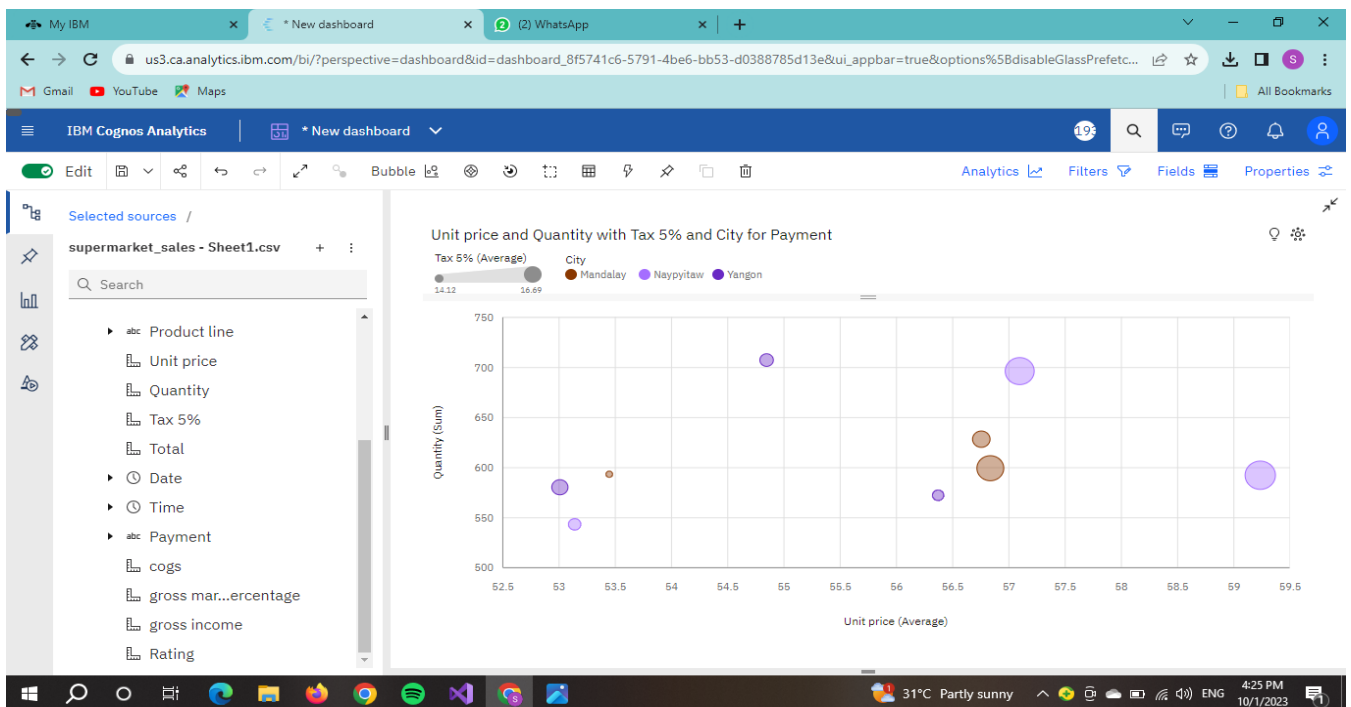 My IBM
* New dashboard
2 (2) WhatsApp
us3.ca.analytics.ibm.com/bi/?perspective=dashboard&id=dashboard_8f5741c6-5791-4be6-bb53-d0388785d13e&ui_appbar=true&options%5BdisableGlassPrefetc...
S
Gmail YouTube Maps All Bookmarks
IBM Cognos Analytics * New dashboard 193
Edit Bubble Analytics Filters Fields Properties
Selected sources /
supermarket_sales - Sheet1.csv
Search
abc Product line
Unit price
Quantity
Tax 5%
Total
Date
Time
abc Payment
cogs
gross mar...ercentage
gross income
Rating
Unit price and Quantity with Tax 5% and City for Payment
Tax 5% (Average) City
Mandalay Naypyitaw Yangon
14.12 16.69
Quantity (Sum)
750
700
650
600
550
500
52.5 53 53.5 54 54.5 55 55.5 56 56.5 57 57.5 58 58.5 59 59.5
Unit price (Average)
31°C Partly sunny ENG 4:25 PM
10/1/2023